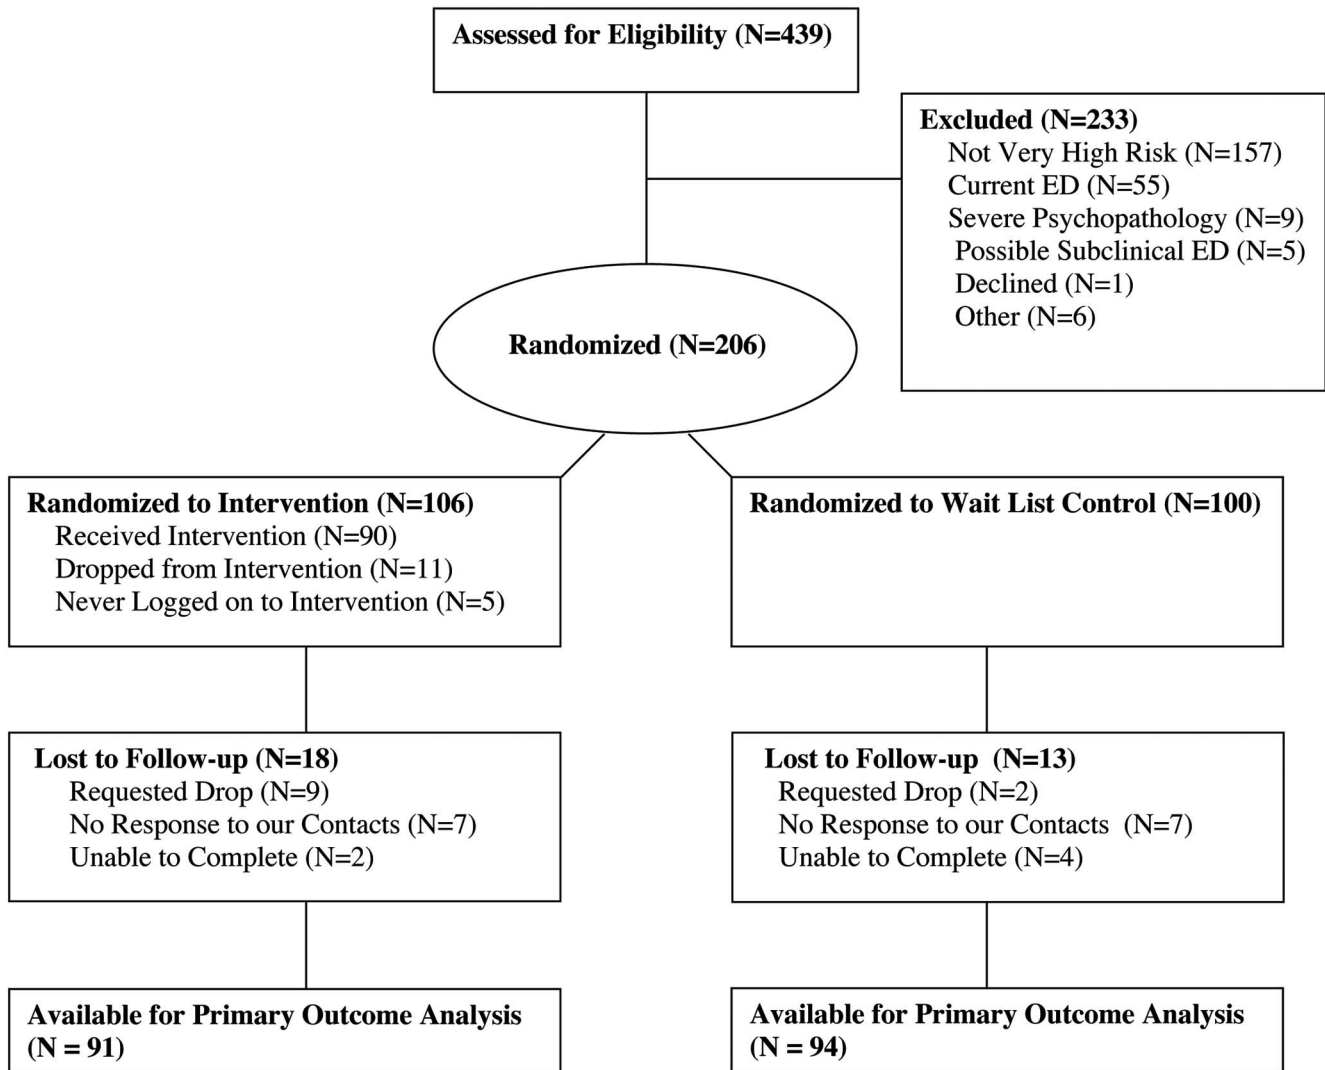 Assessed for Eligibility (N=439)
Excluded (N=233)
Not Very High Risk (N=157)
Current ED (N=55)
Severe Psychopathology (N=9)
Possible Subclinical ED (N=5)
Declined (N=1)
Other (N=6)
Randomized (N=206)
Randomized to Intervention (N=106)
Received Intervention (N=90)
Dropped from Intervention (N=11)
Never Logged on to Intervention (N=5)
Randomized to Wait List Control (N=100)
Lost to Follow-up (N=18)
Requested Drop (N=9)
No Response to our Contacts (N=7)
Unable to Complete (N=2)
Lost to Follow-up (N=13)
Requested Drop (N=2)
No Response to our Contacts (N=7)
Unable to Complete (N=4)
Available for Primary Outcome Analysis
(N = 91)
Available for Primary Outcome Analysis
(N = 94)